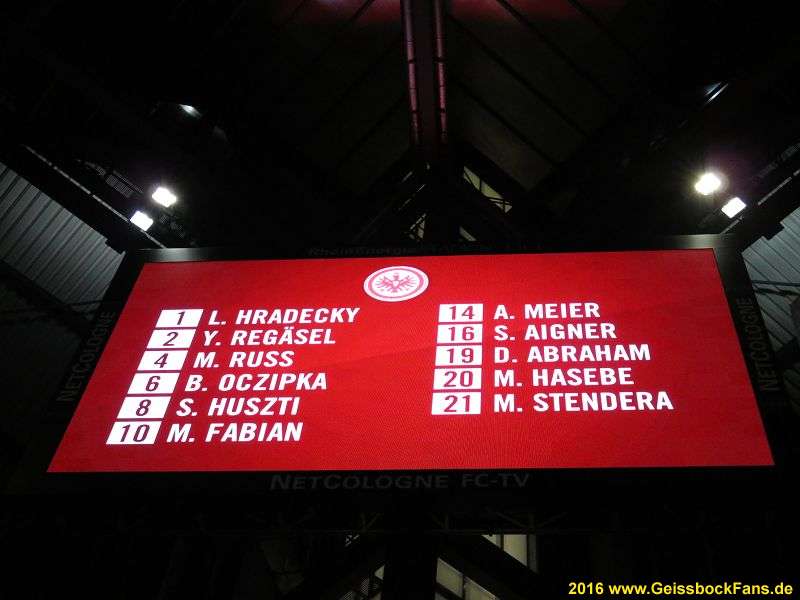 RheinEnergie
1 L. HRADECKY
2 Y. REGÄSEL
4 M. RUSS
6 B. OCZIPKA
8 S. HUSZTI
10 M. FABIAN
14 A. MEIER
16 S. AIGNER
19 D. ABRAHAM
20 M. HASEBE
21 M. STENDERA
NETCOLOGNE
NETCOLOGNE
NETCOLOGNE FC-TV
2016 www.GeissbockFans.de